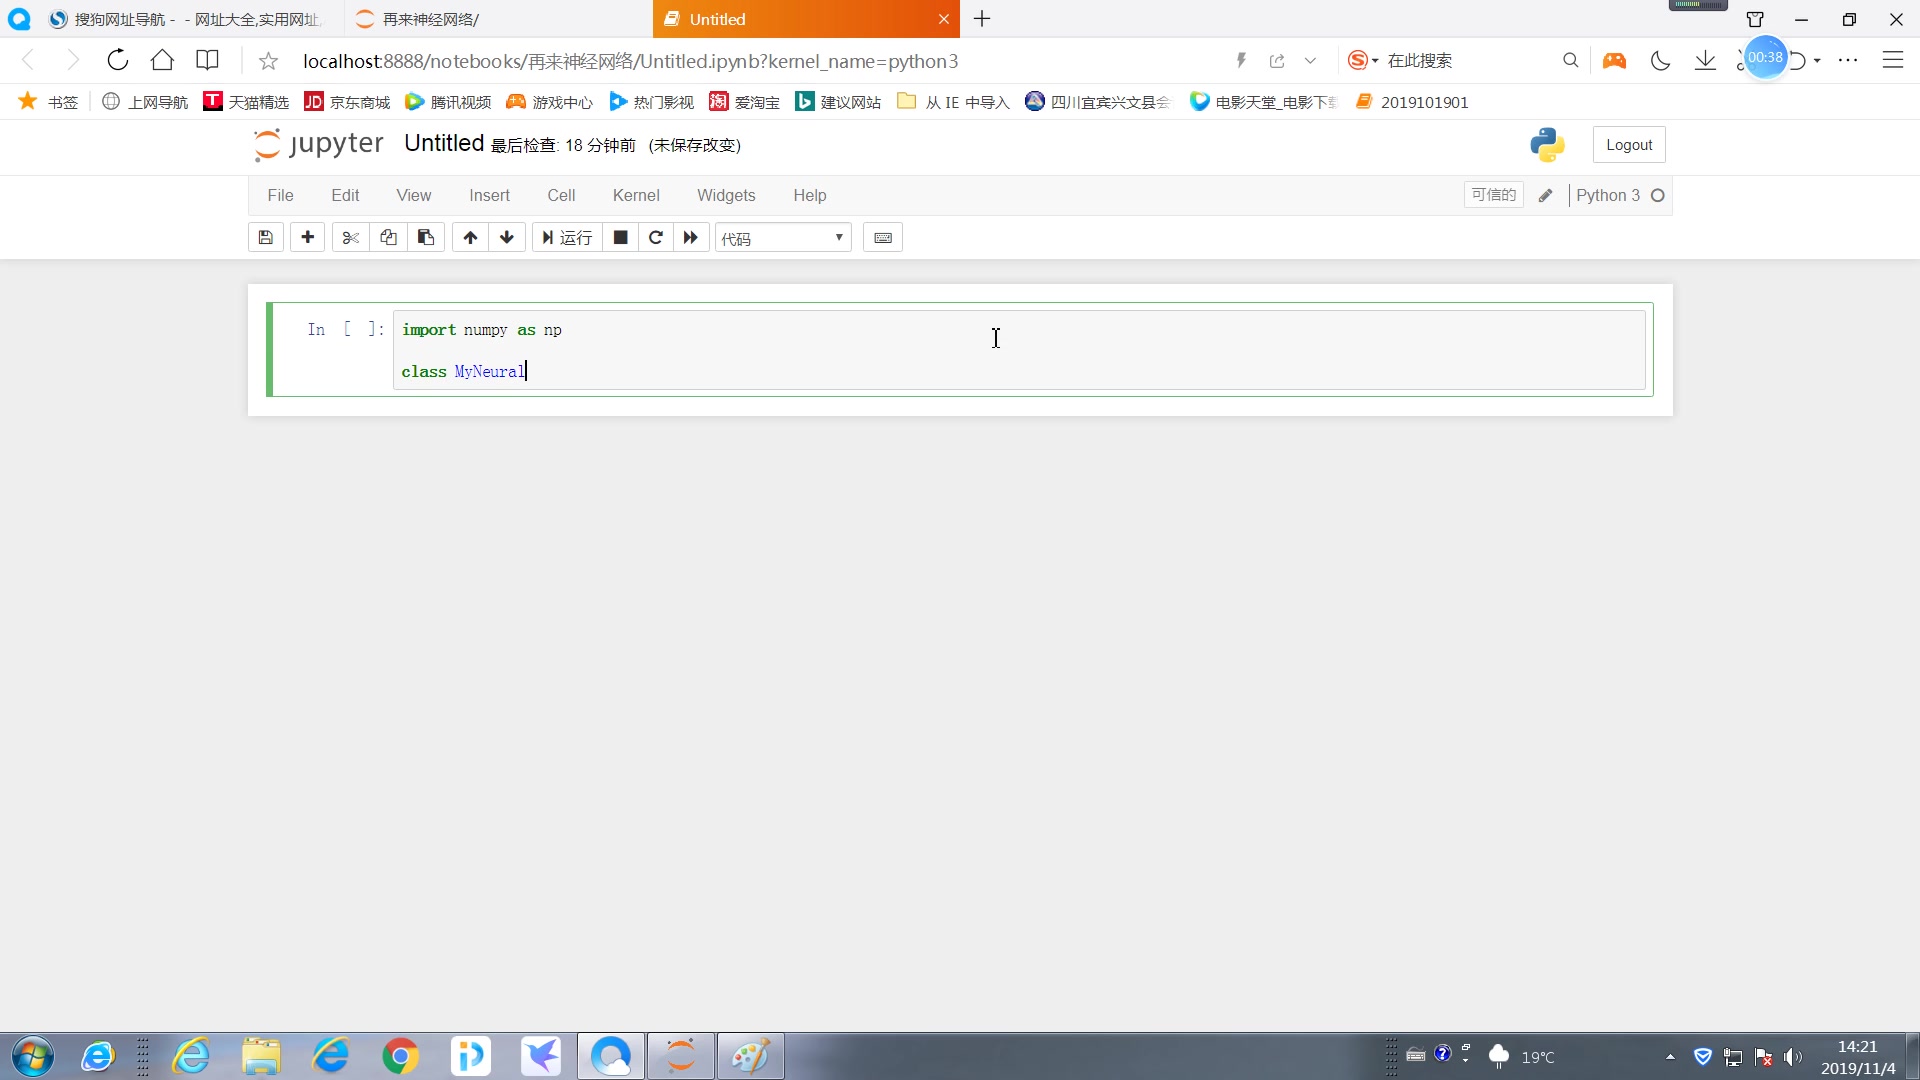 搜狗网址导航 - - 网址大全,实用网址,
再来神经网络/
Untitled
localhost:8888/notebooks/再来神经网络/Untitled.ipynb?kernel_name=python3
在此搜索
00:38
书签
上网导航
天猫精选
京东商城
腾讯视频
游戏中心
热门影视
爱淘宝
建议网站
从 IE 中导入
四川宜宾兴文县会
电影天堂_电影下载
2019101901
jupyter Untitled 最后检查: 18 分钟前 (未保存改变)
Logout
File Edit View Insert Cell Kernel Widgets Help
可信的
Python 3
运行
代码
In [ ]: import numpy as np
class MyNeural
19°C
14:21
2019/11/4